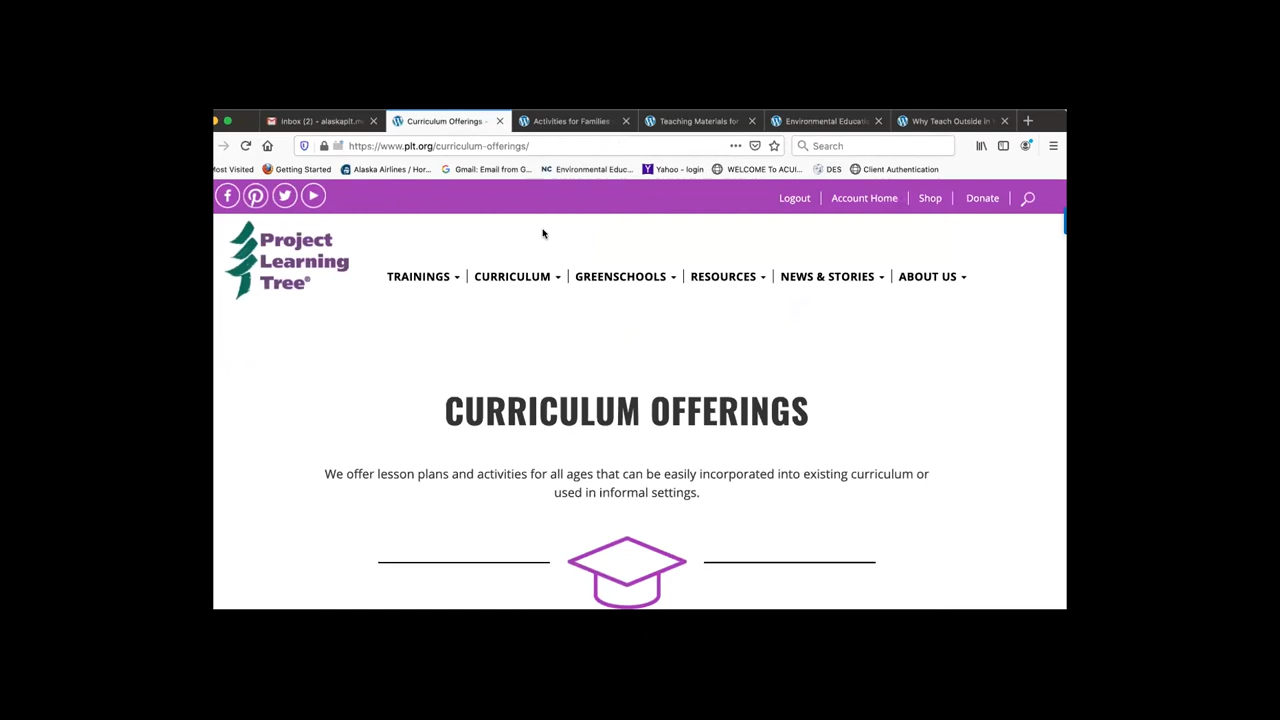 Inbox (2) - alaskaplt.m
Curriculum Offerings -
Activities for Families -
Teaching Materials for
Environmental Educati
Why Teach Outside in
https://www.plt.org/curriculum-offerings/
Search
Most Visited
Getting Started
Alaska Airlines / Hor...
Gmail: Email from G...
NC Environmental Educ...
Yahoo - login
WELCOME To ACUI...
DES
Client Authentication
Logout
Account Home
Shop
Donate
Project
Learning
Tree®
TRAININGS
CURRICULUM
GREENSCHOOLS
RESOURCES
NEWS & STORIES
ABOUT US
CURRICULUM OFFERINGS
We offer lesson plans and activities for all ages that can be easily incorporated into existing curriculum or
used in informal settings.